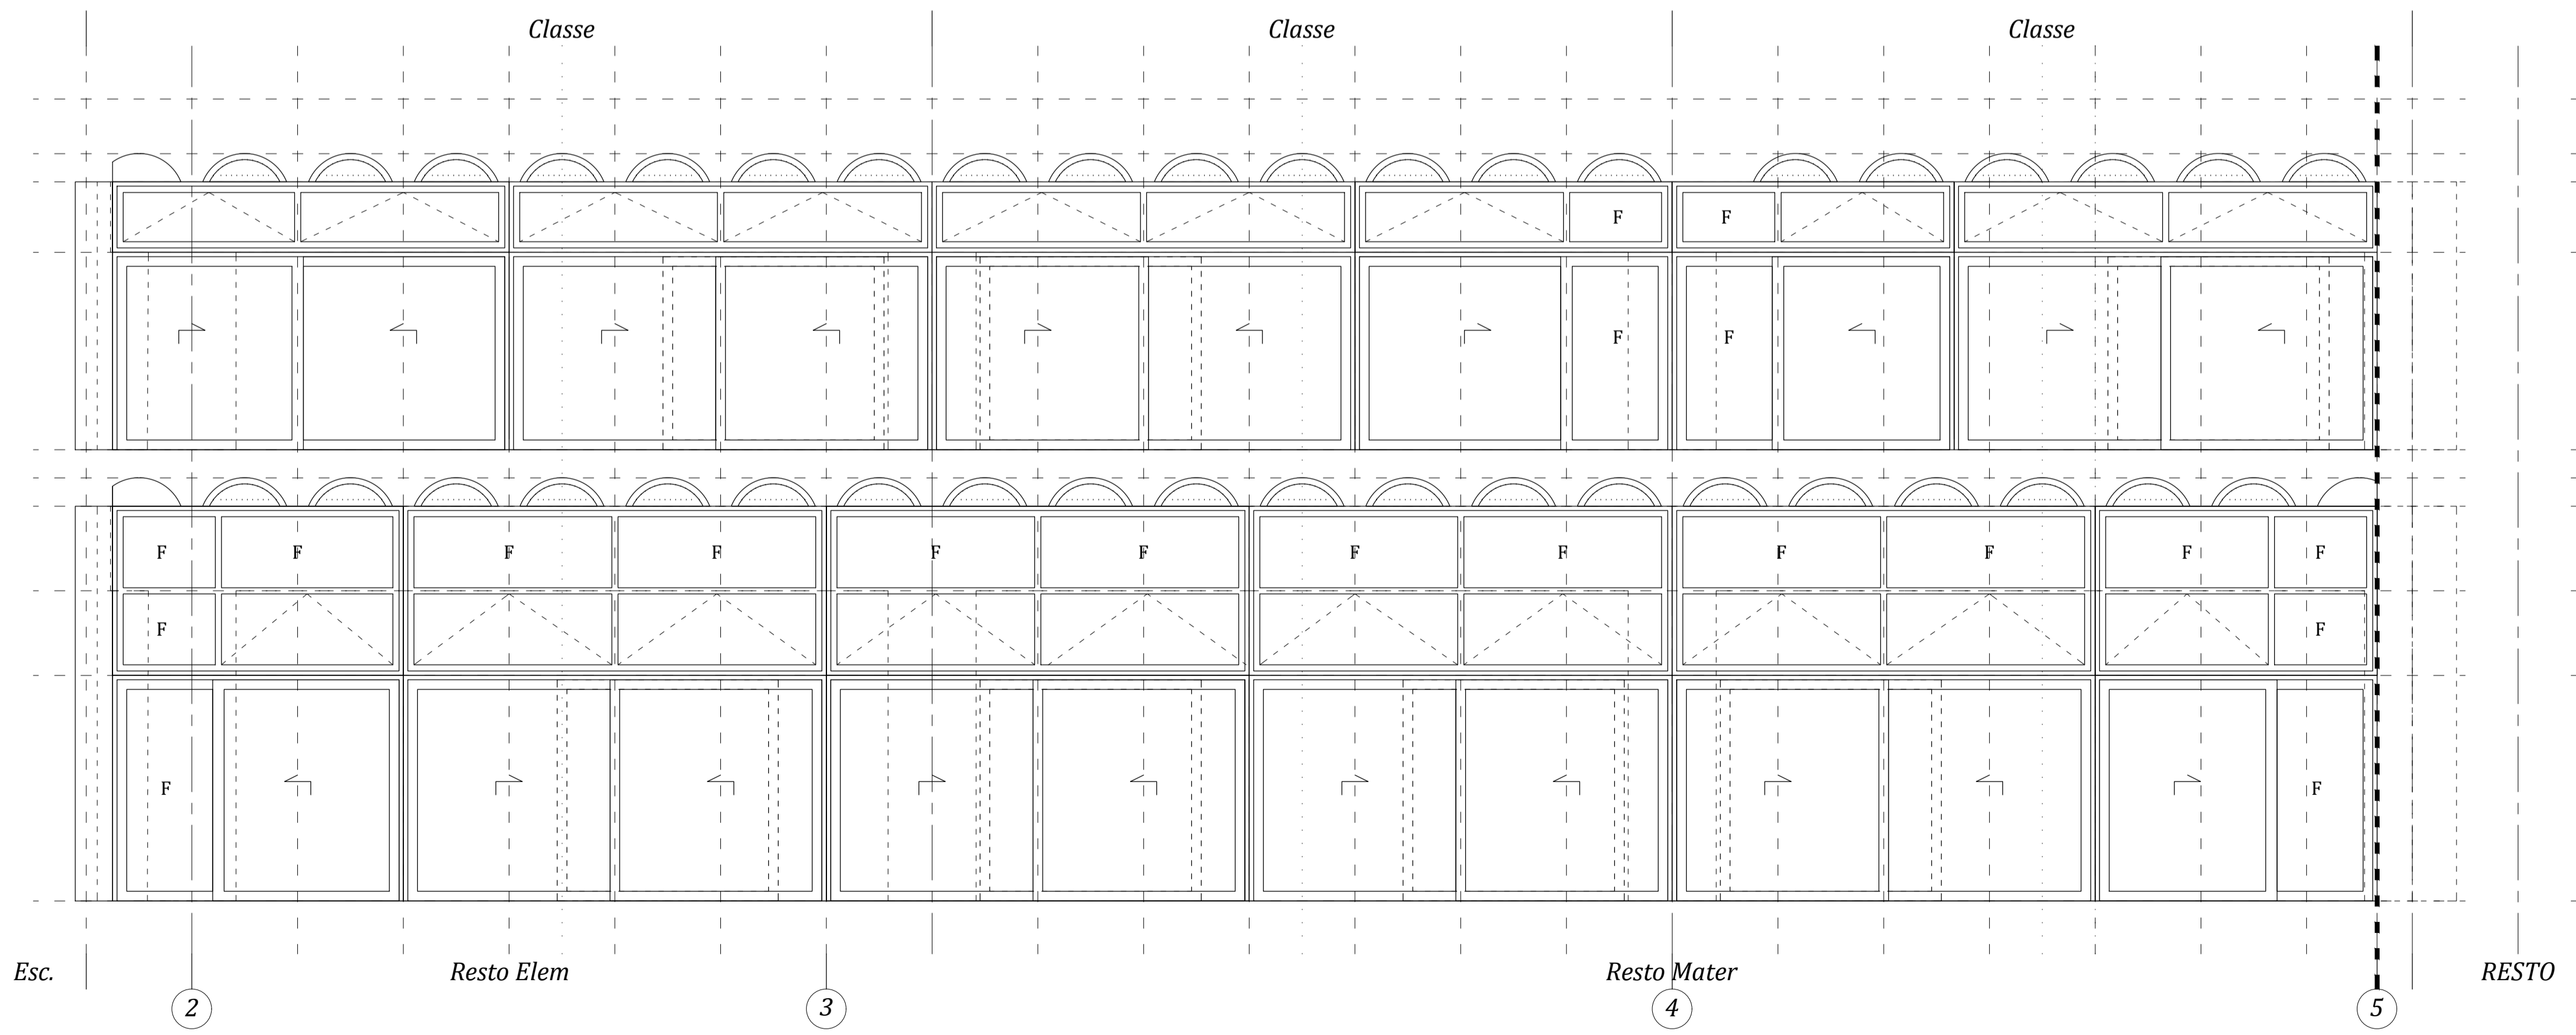 Classe Classe Classe
F F
F F
F F F F F F F F F F F F
F F
F F
Esc. Resto Elem Resto Mater RESTO
2 3 4 5